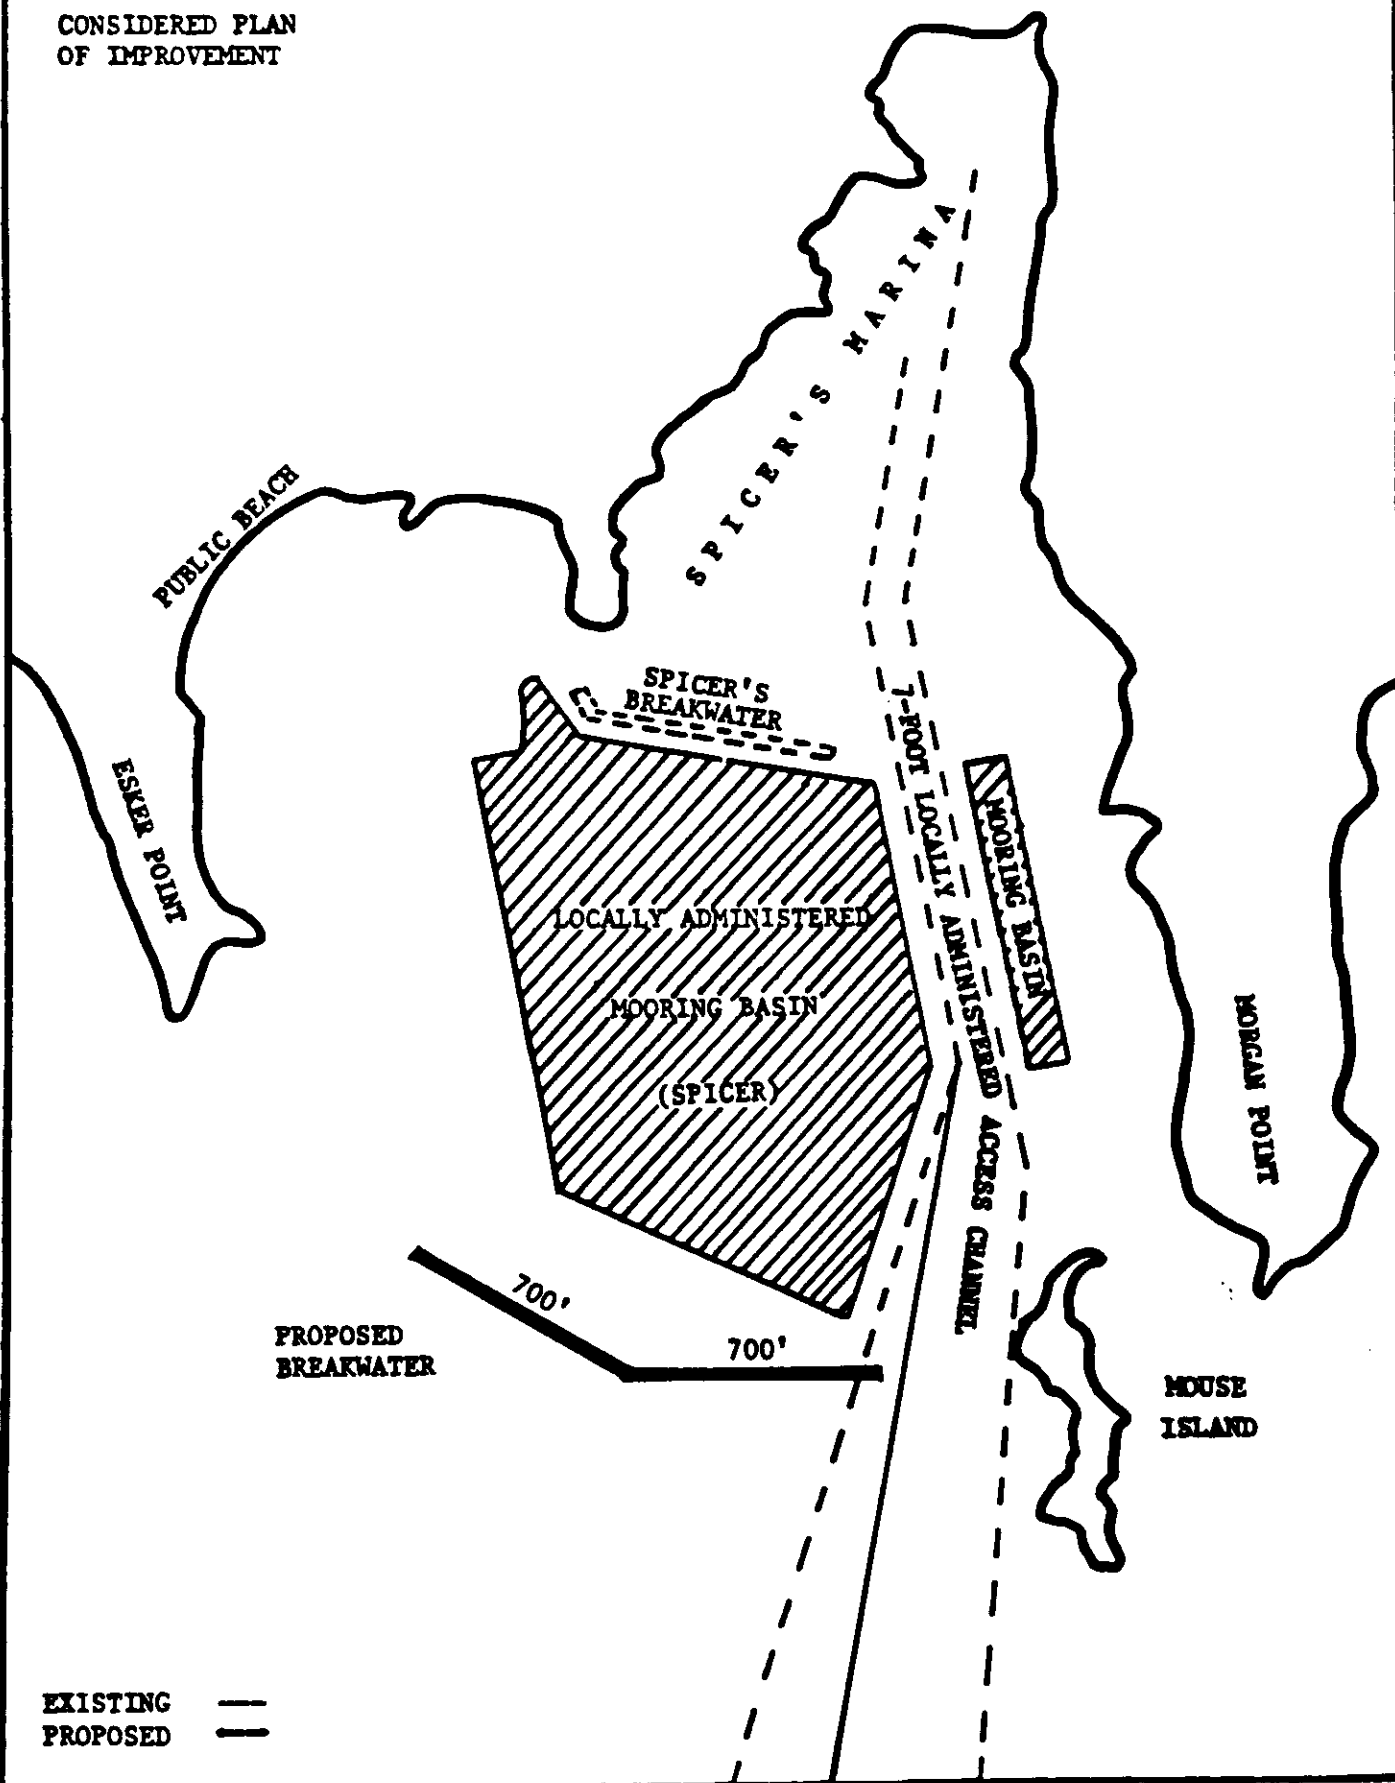 CONSIDERED PLAN
OF IMPROVEMENT
SPICER'S MARINA
PUBLIC BEACH
SPICER'S
BREAKWATER
7-FOOT LOCALLY ADMINISTERED ACCESS CHANNEL
MOORING BASIN
ESKER POINT
LOCALLY ADMINISTERED
MOORING BASIN
(SPICER)
MORGAN POINT
700'
700'
PROPOSED
BREAKWATER
MOUSE
ISLAND
EXISTING
PROPOSED